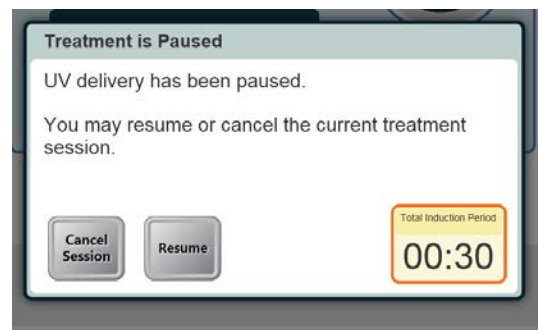 Treatment is Paused
UV delivery has been paused.
You may resume or cancel the current treatment
session.
Cancel
Session
Resume
Total Induction Period
00:30